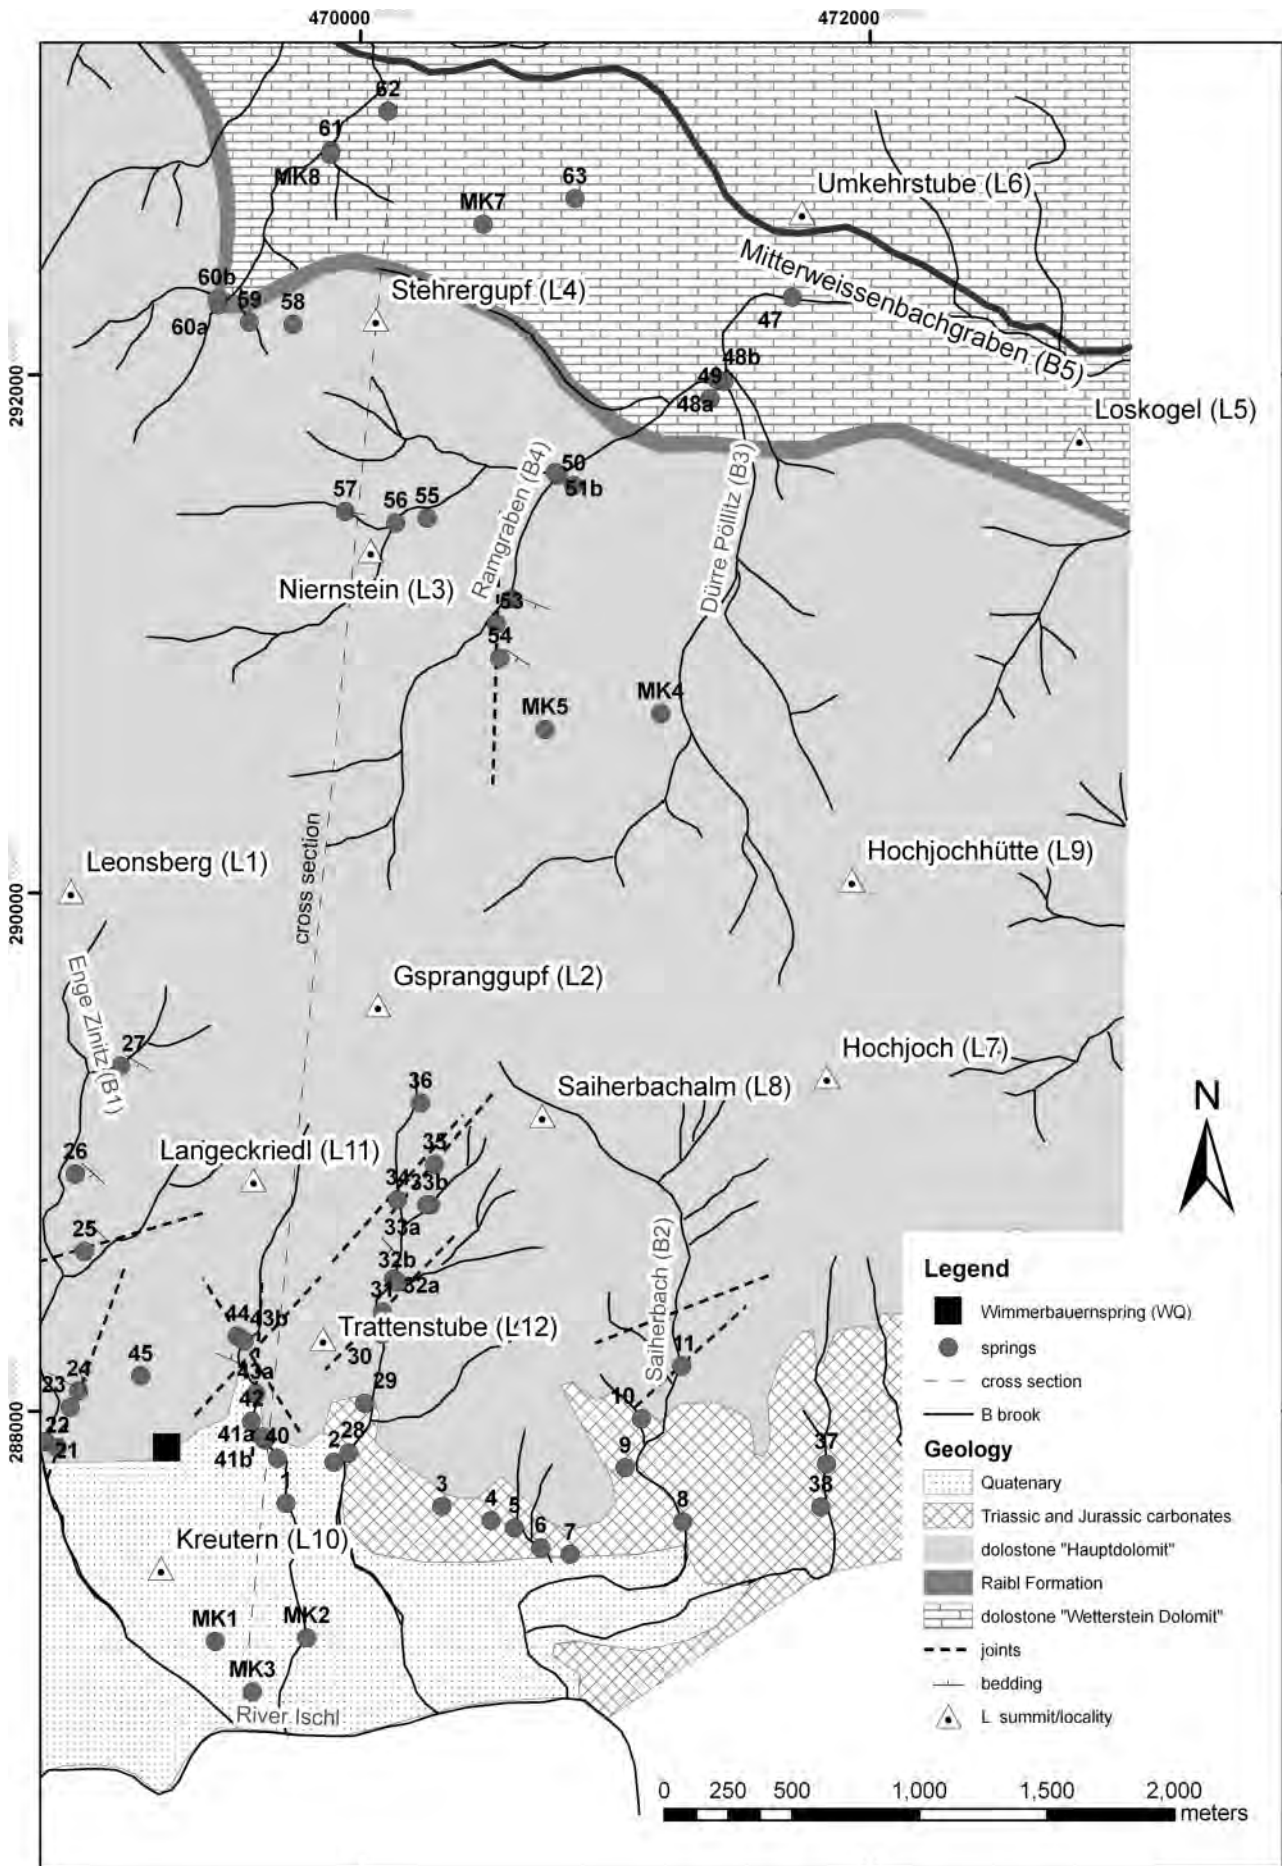 470000
472000
62
61
MK8
63
MK7
Umkehrstube (L6)
Mitterweissenbachgraben (B5)
60b
59
58
60a
Stehrergupf (L4)
47
48b
49
48a
292000
Loskogel (L5)
50
51b
Ramgraben (B4)
Dürre Pöllitz (B3)
57
56
55
Niernstein (L3)
53
54
MK5
MK4
cross section
Leonsberg (L1)
Hochjochhütte (L9)
290000
Enge Zinitz (B1)
Gspranggupf (L2)
27
Hochjoch (L7)
36
Saiherbachalm (L8)
N
26
Langeckriedl (L11)
35
34
33b
33a
25
32b
32a
31
Saiherbach (B2)
44
43b
Trattenstube (L12)
30
11
45
24
23
43a
29
10
42
288000
22
21
41a
40
41b
2
28
9
37
1
3
4
5
6
7
8
38
Kreutern (L10)
MK1
MK2
MK3
River Ischl
Legend
Wimmerbauernspring (WQ)
springs
cross section
B brook
Geology
Quatenary
Triassic and Jurassic carbonates
dolostone "Hauptdolomit"
Raibl Formation
dolostone "Wetterstein Dolomit"
joints
bedding
L summit/locality
0 250 500 1,000 1,500 2,000
meters